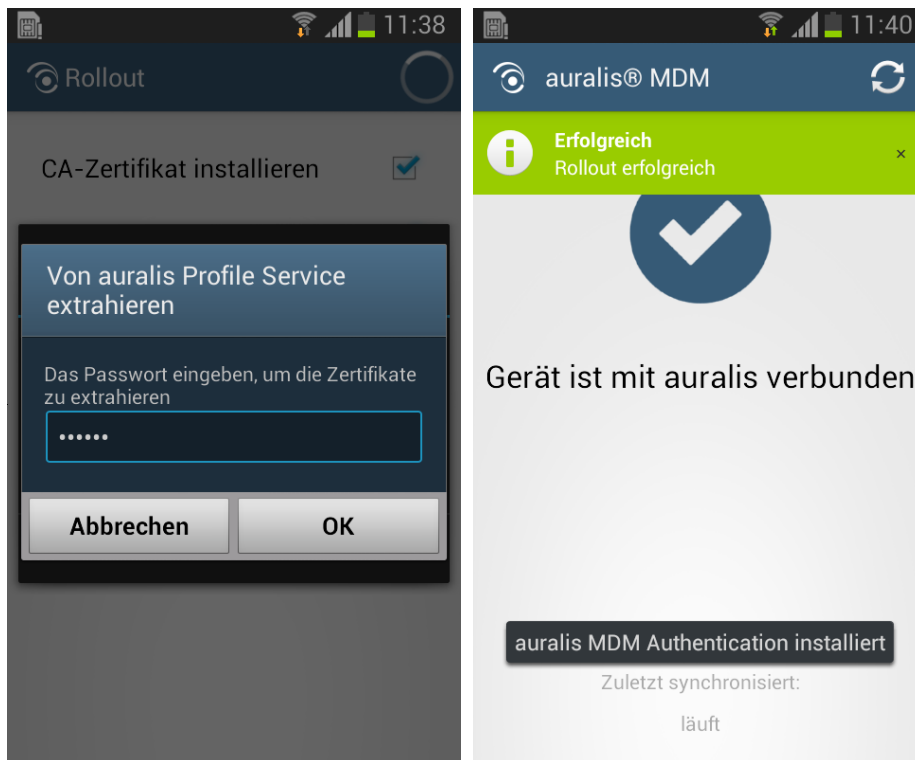 11:38
Rollout
CA-Zertifikat installieren
Von auralis Profile Service
extrahieren
Das Passwort eingeben, um die Zertifikate
zu extrahieren
••••••
Abbrechen
OK
11:40
auralis® MDM
Erfolgreich
Rollout erfolgreich
×
Gerät ist mit auralis verbunden
auralis MDM Authentication installiert
Zuletzt synchronisiert:
läuft